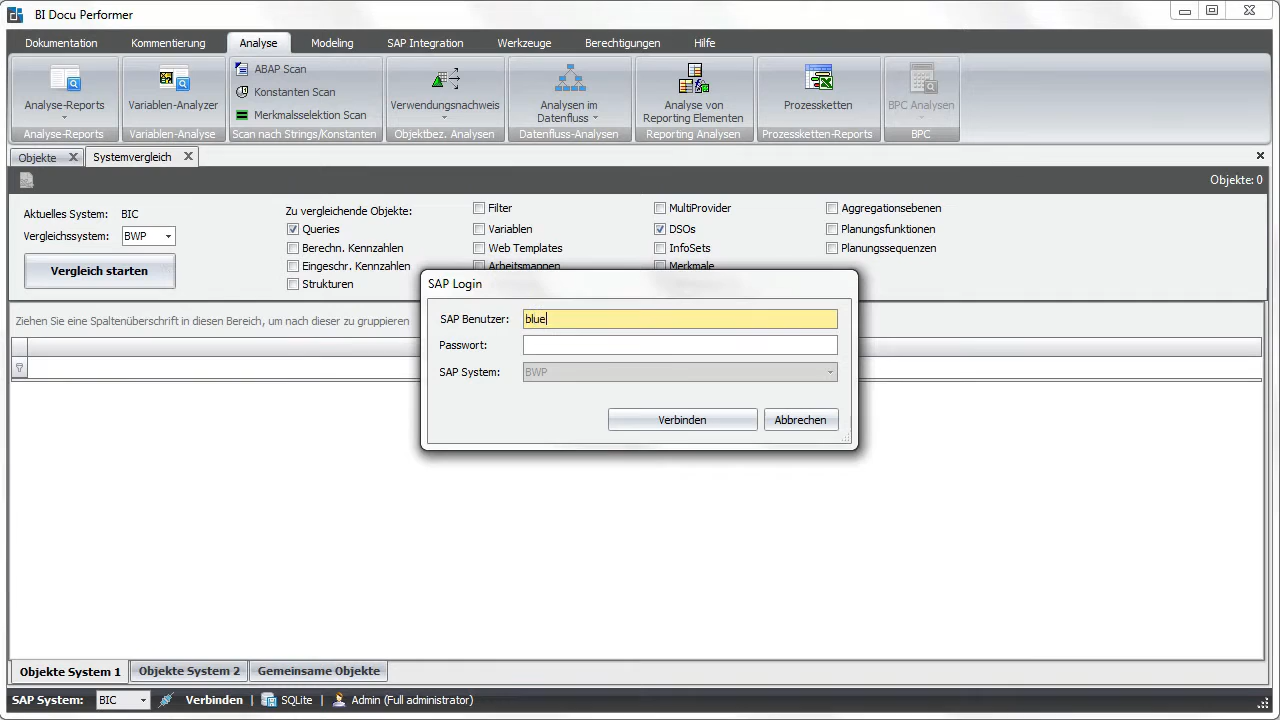 BI Docu Performer
Dokumentation Kommentierung Analyse Modeling SAP Integration Werkzeuge Berechtigungen Hilfe
Analyse-Reports
Analyse-Reports
Variablen-Analyzer
Variablen-Analyse
ABAP Scan
Konstanten Scan
Merkmalsselektion Scan
Scan nach Strings/Konstanten
Verwendungsnachweis
Objektbez. Analysen
Analysen im
Datenfluss
Datenfluss-Analysen
Analyse von
Reporting Elementen
Reporting Analysen
Prozessketten
Prozessketten-Reports
BPC Analysen
BPC
Objekte Systemvergleich
Objekte: 0
Aktuelles System: BIC
Vergleichssystem: BWP
Vergleich starten
Zu vergleichende Objekte:
Queries
Berechn. Kennzahlen
Eingeschr. Kennzahlen
Strukturen
Filter
Variablen
Web Templates
Arbeitsmappen
MultiProvider
DSOs
InfoSets
Merkmale
Aggregationsebenen
Planungsfunktionen
Planungssequenzen
Ziehen Sie eine Spaltenüberschrift in diesen Bereich, um nach dieser zu gruppieren
SAP Login
SAP Benutzer: blue
Passwort:
SAP System: BWP
Verbinden Abbrechen
Objekte System 1 Objekte System 2 Gemeinsame Objekte
SAP System: BIC Verbinden | SQLite | Admin (Full administrator)